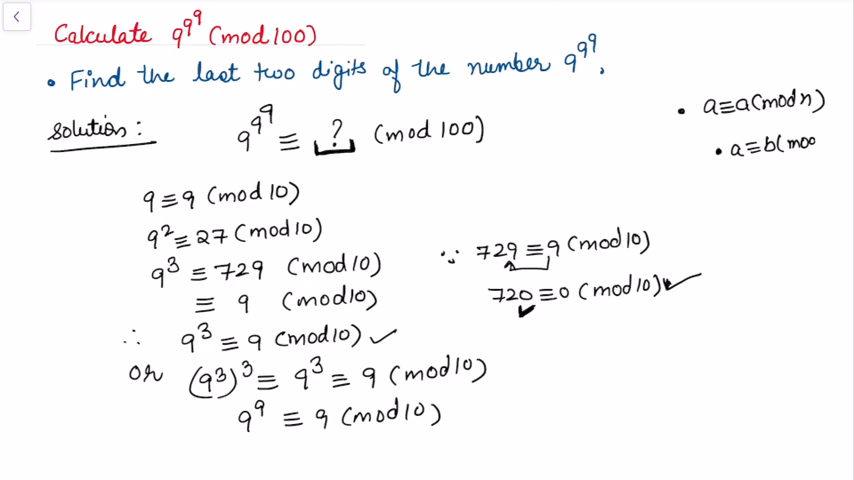 Calculate 9^9^9 (mod 100)
• Find the last two digits of the number 9^9^9.
Solution: 9^9^9 ≡ ? (mod 100)
• a≡a(mod n)
• a≡b(moo
9 ≡ 9 (mod 10)
9² ≡ 27 (mod 10)
9³ ≡ 729 (mod 10)
≡ 9 (mod 10)
∴ 9³ ≡ 9 (mod 10) ✓
or (9³)³ ≡ 9³ ≡ 9 (mod 10)
9⁹ ≡ 9 (mod 10)
∵ 729 ≡ 9 (mod 10)
720 ≡ 0 (mod 10) ✓